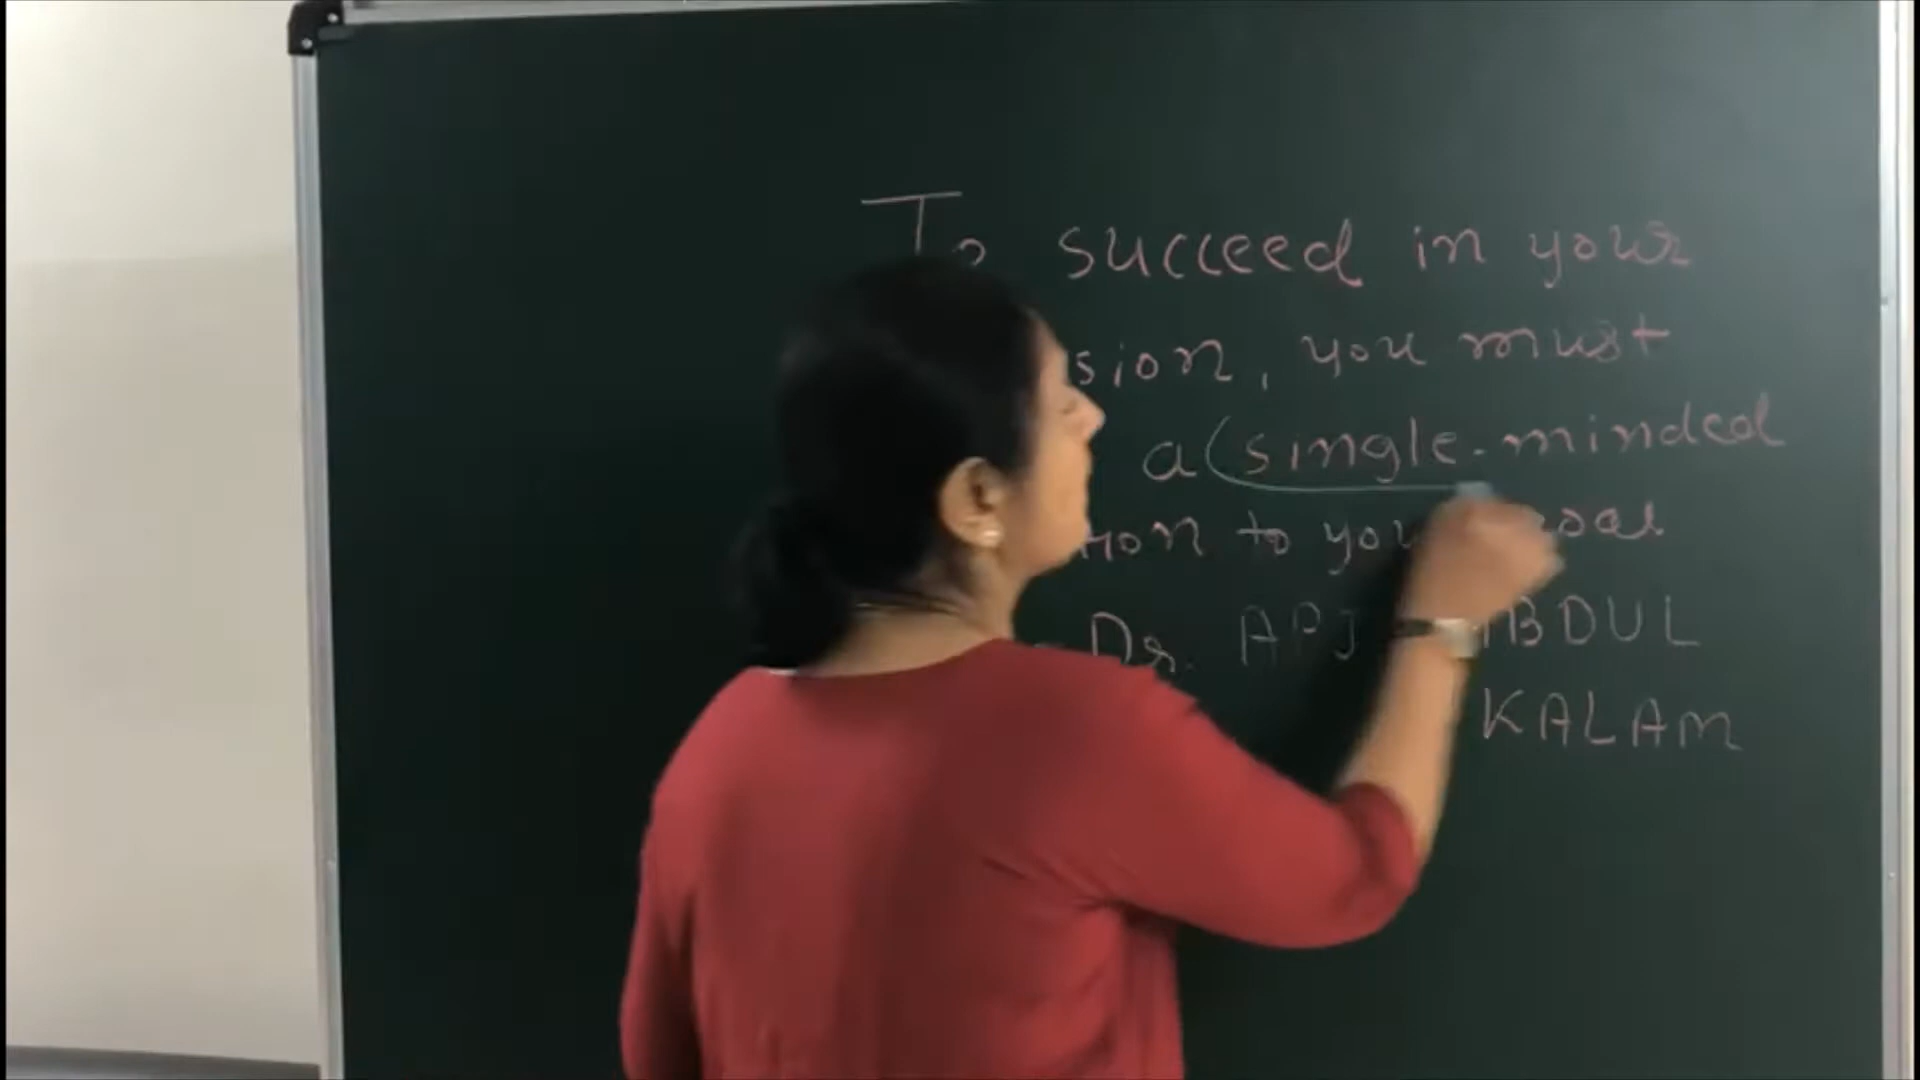 To succeed in your
sion, you must
a single-minded
tion to your goal
- Dr. APJ ABDUL
KALAM